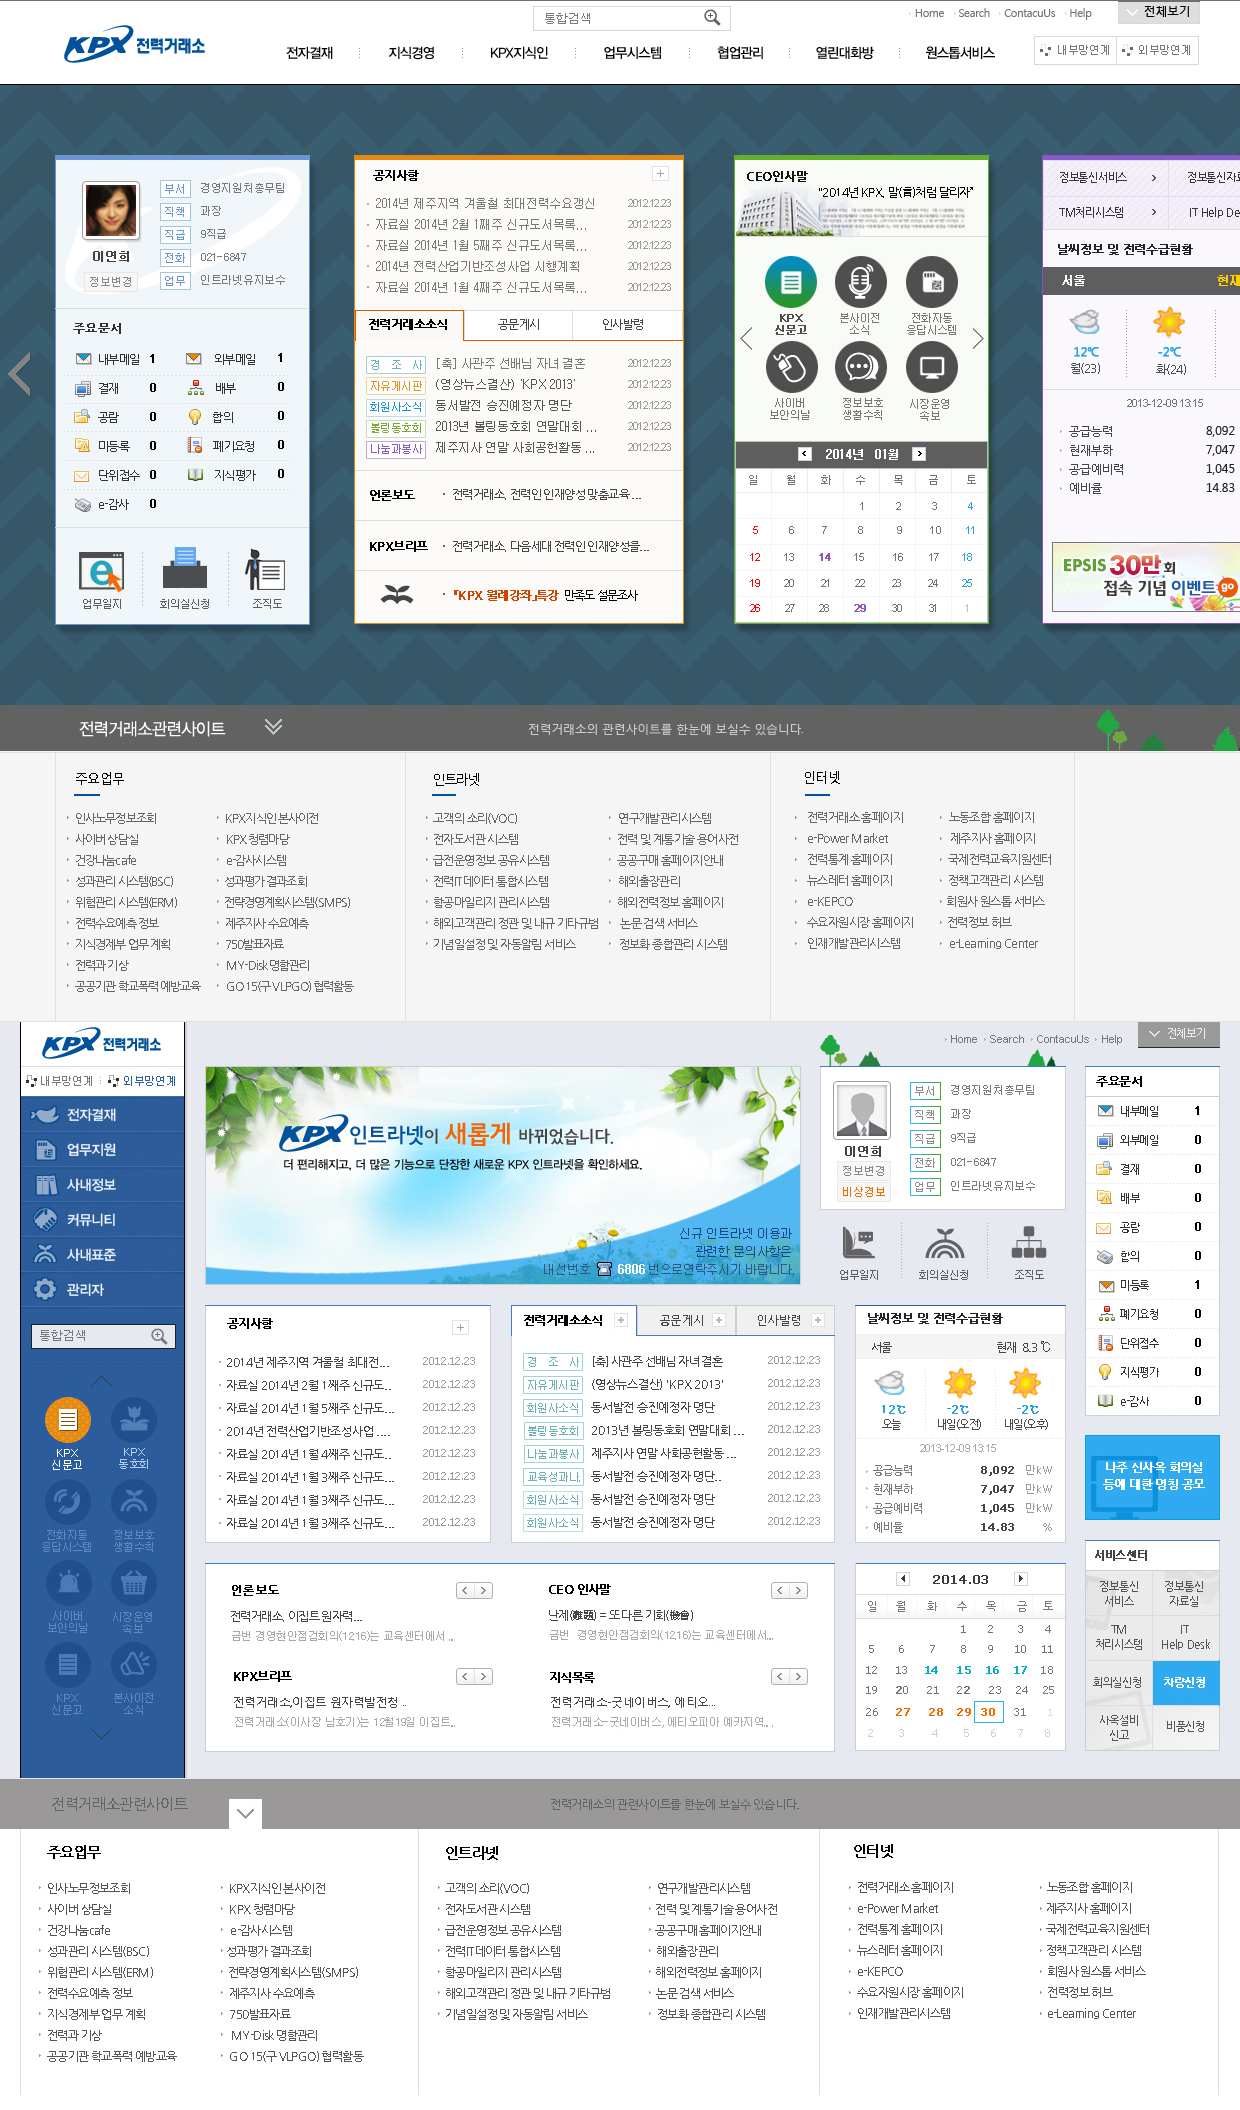 통합검색
Home
Search
ContacuUs
Help
전체보기
KPX 전력거래소
전자결재
지식경영
KPX지식인
업무시스템
협업관리
열린대화방
원스톱서비스
내부망연계
외부망연계
부서 경영지원처총무팀
직책 과장
직급 9직급
전화 021-6847
업무 인트라넷유지보수
이연희
정보변경
주요문서
내부메일 1
외부메일 1
결재 0
배부 0
공람 0
합의 0
미등록 0
폐기요청 0
단위접수 0
지식평가 0
e-감사 0
업무일지
회의실신청
조직도
공지사항
2014년 제주지역 겨울철 최대전력수요갱신 2012.12.23
자료실 2014년 2월 1째주 신규도서목록... 2012.12.23
자료실 2014년 1월 5째주 신규도서목록... 2012.12.23
2014년 전력산업기반조성사업 시행계획 2012.12.23
자료실 2014년 1월 4째주 신규도서목록... 2012.12.23
전력거래소소식
공문게시
인사발령
경 조 사 [축] 사관주 선배님 자녀 결혼 2012.12.23
자유게시판 (영상뉴스결산) 'KPX 2013' 2012.12.23
회원사소식 동서발전 승진예정자 명단 2012.12.23
볼링동호회 2013년 볼링동호회 연말대회 ... 2012.12.23
나눔과봉사 제주지사 연말 사회공헌활동 ... 2012.12.23
언론보도
전력거래소, 전력인 인재양성 맞춤교육...
KPX브리프
전력거래소, 다음세대 전력인 인재양성을...
『KPX 월례강좌』특강 만족도 설문조사
CEO인사말
"2014년 KPX, 말(言)처럼 달리자"
KPX 신문고
본사이전 소식
전화자동 응답시스템
사이버 보안의날
정보보호 생활수칙
시장운영 속보
2014년 01월
일 월 화 수 목 금 토
1 2 3 4
5 6 7 8 9 10 11
12 13 14 15 16 17 18
19 20 21 22 23 24 25
26 27 28 29 30 31 1
정보통신서비스
정보통신자료
TM처리시스템
IT Help De
날씨정보 및 전력수급현황
서울
현재
12℃
월(23)
-2℃
화(24)
2013-12-09 13:15
공급능력 8,092
현재부하 7,047
공급예비력 1,045
예비율 14.83
EPSIS 30만회
접속 기념 이벤트 go
전력거래소관련사이트
전력거래소의 관련사이트를 한눈에 보실수 있습니다.
주요업무
인사노무정보조회
사이버 상담실
건강나눔cafe
성과관리 시스템(BSC)
위험관리 시스템(ERM)
전력수요예측 정보
지식경제부 업무 계획
전력과 기상
공공기관 학교폭력 예방교육
KPX지식인 본사이전
KPX 청렴마당
e-감사시스템
성과평가 결과조회
전략경영계획시스템(SMPS)
제주지사 수요예측
750발표자료
MY-Disk 명함관리
GO 15(구 VLPGO) 협력활동
인트라넷
고객의 소리(VOC)
전자도서관 시스템
급전운영정보 공유시스템
전력IT데이터 통합시스템
항공마일리지 관리시스템
해외고객관리 정관 및 내규 기타규범
기념일설정 및 자동알림 서비스
연구개발관리시스템
전력 및 계통기술 용어사전
공공구매 홈페이지안내
해외출장관리
해외전력정보 홈페이지
논문 검색 서비스
정보화 종합관리 시스템
인터넷
전력거래소 홈페이지
e-Power Market
전력통계 홈페이지
뉴스레터 홈페이지
e-KEPCO
수요자원시장 홈페이지
인재개발관리시스템
노동조합 홈페이지
제주지사 홈페이지
국제전력교육지원센터
정책고객관리 시스템
회원사 원스톱 서비스
전력정보 허브
e-Learning Center
KPX 전력거래소
내부망연계
외부망연계
전자결재
업무지원
사내정보
커뮤니티
사내표준
관리자
통합검색
KPX 신문고
KPX 동호회
전화자동 응답시스템
정보보호 생활수칙
사이버 보안의날
시장운영 속보
KPX 신문고
본사이전 소식
Home
Search
ContacuUs
Help
전체보기
KPX 인트라넷이 새롭게 바뀌었습니다.
더 편리해지고, 더 많은 기능으로 단장한 새로운 KPX 인트라넷을 확인하세요.
신규 인트라넷 이용과
관련한 문의사항은
내선번호 ☎ 6806 번으로연락주시기 바랍니다.
부서 경영지원처총무팀
직책 과장
직급 9직급
전화 021-6847
업무 인트라넷유지보수
이연희
정보변경
비상경보
업무일지
회의실신청
조직도
주요문서
내부메일 1
외부메일 0
결재 0
배부 0
공람 0
합의 0
미등록 1
폐기요청 0
단위접수 0
지식평가 0
e-감사 0
공지사항
2014년 제주지역 겨울철 최대전.... 2012.12.23
자료실 2014년 2월 1째주 신규도.. 2012.12.23
자료실 2014년 1월 5째주 신규도... 2012.12.23
2014년 전력산업기반조성사업 .... 2012.12.23
자료실 2014년 1월 4째주 신규도... 2012.12.23
자료실 2014년 1월 3째주 신규도... 2012.12.23
자료실 2014년 1월 3째주 신규도... 2012.12.23
자료실 2014년 1월 3째주 신규도... 2012.12.23
전력거래소소식
공문게시
인사발령
경 조 사 [축] 사관주 선배님 자녀 결혼 2012.12.23
자유게시판 (영상뉴스결산) 'KPX 2013' 2012.12.23
회원사소식 동서발전 승진예정자 명단 2012.12.23
볼링동호회 2013년 볼링동호회 연말대회 ... 2012.12.23
나눔과봉사 제주지사 연말 사회공헌활동 ... 2012.12.23
교육성과나. 동서발전 승진예정자 명단.. 2012.12.23
회원사소식 동서발전 승진예정자 명단 2012.12.23
회원사소식 동서발전 승진예정자 명단 2012.12.23
날씨정보 및 전력수급현황
서울
현재 8.3 ℃
12℃
오늘
-2℃
내일(오전)
-2℃
내일(오후)
2013-12-09 13:15
공급능력 8,092 만kW
현재부하 7,047 만kW
공급예비력 1,045 만kW
예비율 14.83 %
나주 신사옥 회의실
등에 대한 명칭 공모
언론보도
전력거래소, 이집트 원자력...
금번 경영현안점검회의(12.16)는 교육센터에서 ..
CEO 인사말
난제(難題) = 또 다른 기회(機會)
금번 경영현안점검회의(12.16)는 교육센터에서...
KPX브리프
전력거래소,이집트 원자력발전청 ..
전력거래소(이사장 남호기)는 12월19일 이집트...
지식목록
전력거래소-굿네이버스, 에티오...
전력거래소-굿네이버스, 에티오피아 예카지역...
2014.03
일 월 화 수 목 금 토
1 2 3 4
5 6 7 8 9 10 11
12 13 14 15 16 17 18
19 20 21 22 23 24 25
26 27 28 29 30 31 1
2 3 4 5 6 7 8
서비스센터
정보통신 서비스
정보통신 자료실
TM 처리시스템
IT Help Desk
회의실신청
차량신청
사옥설비 신고
비품신청
전력거래소관련사이트
전력거래소의 관련사이트를 한눈에 보실수 있습니다.
주요업무
인사노무정보조회
사이버 상담실
건강나눔cafe
성과관리 시스템(BSC)
위험관리 시스템(ERM)
전력수요예측 정보
지식경제부 업무 계획
전력과 기상
공공기관 학교폭력 예방교육
KPX지식인 본사이전
KPX 청렴마당
e-감사시스템
성과평가 결과조회
전략경영계획시스템(SMPS)
제주지사 수요예측
750발표자료
MY-Disk 명함관리
GO 15(구 VLPGO) 협력활동
인트라넷
고객의 소리(VOC)
전자도서관 시스템
급전운영정보 공유시스템
전력IT데이터 통합시스템
항공마일리지 관리시스템
해외고객관리 정관 및 내규 기타규범
기념일설정 및 자동알림 서비스
연구개발관리시스템
전력 및 계통기술 용어사전
공공구매 홈페이지안내
해외출장관리
해외전력정보 홈페이지
논문 검색 서비스
정보화 종합관리 시스템
인터넷
전력거래소 홈페이지
e-Power Market
전력통계 홈페이지
뉴스레터 홈페이지
e-KEPCO
수요자원시장 홈페이지
인재개발관리시스템
노동조합 홈페이지
제주지사 홈페이지
국제전력교육지원센터
정책고객관리 시스템
회원사 원스톱 서비스
전력정보 허브
e-Learning Center